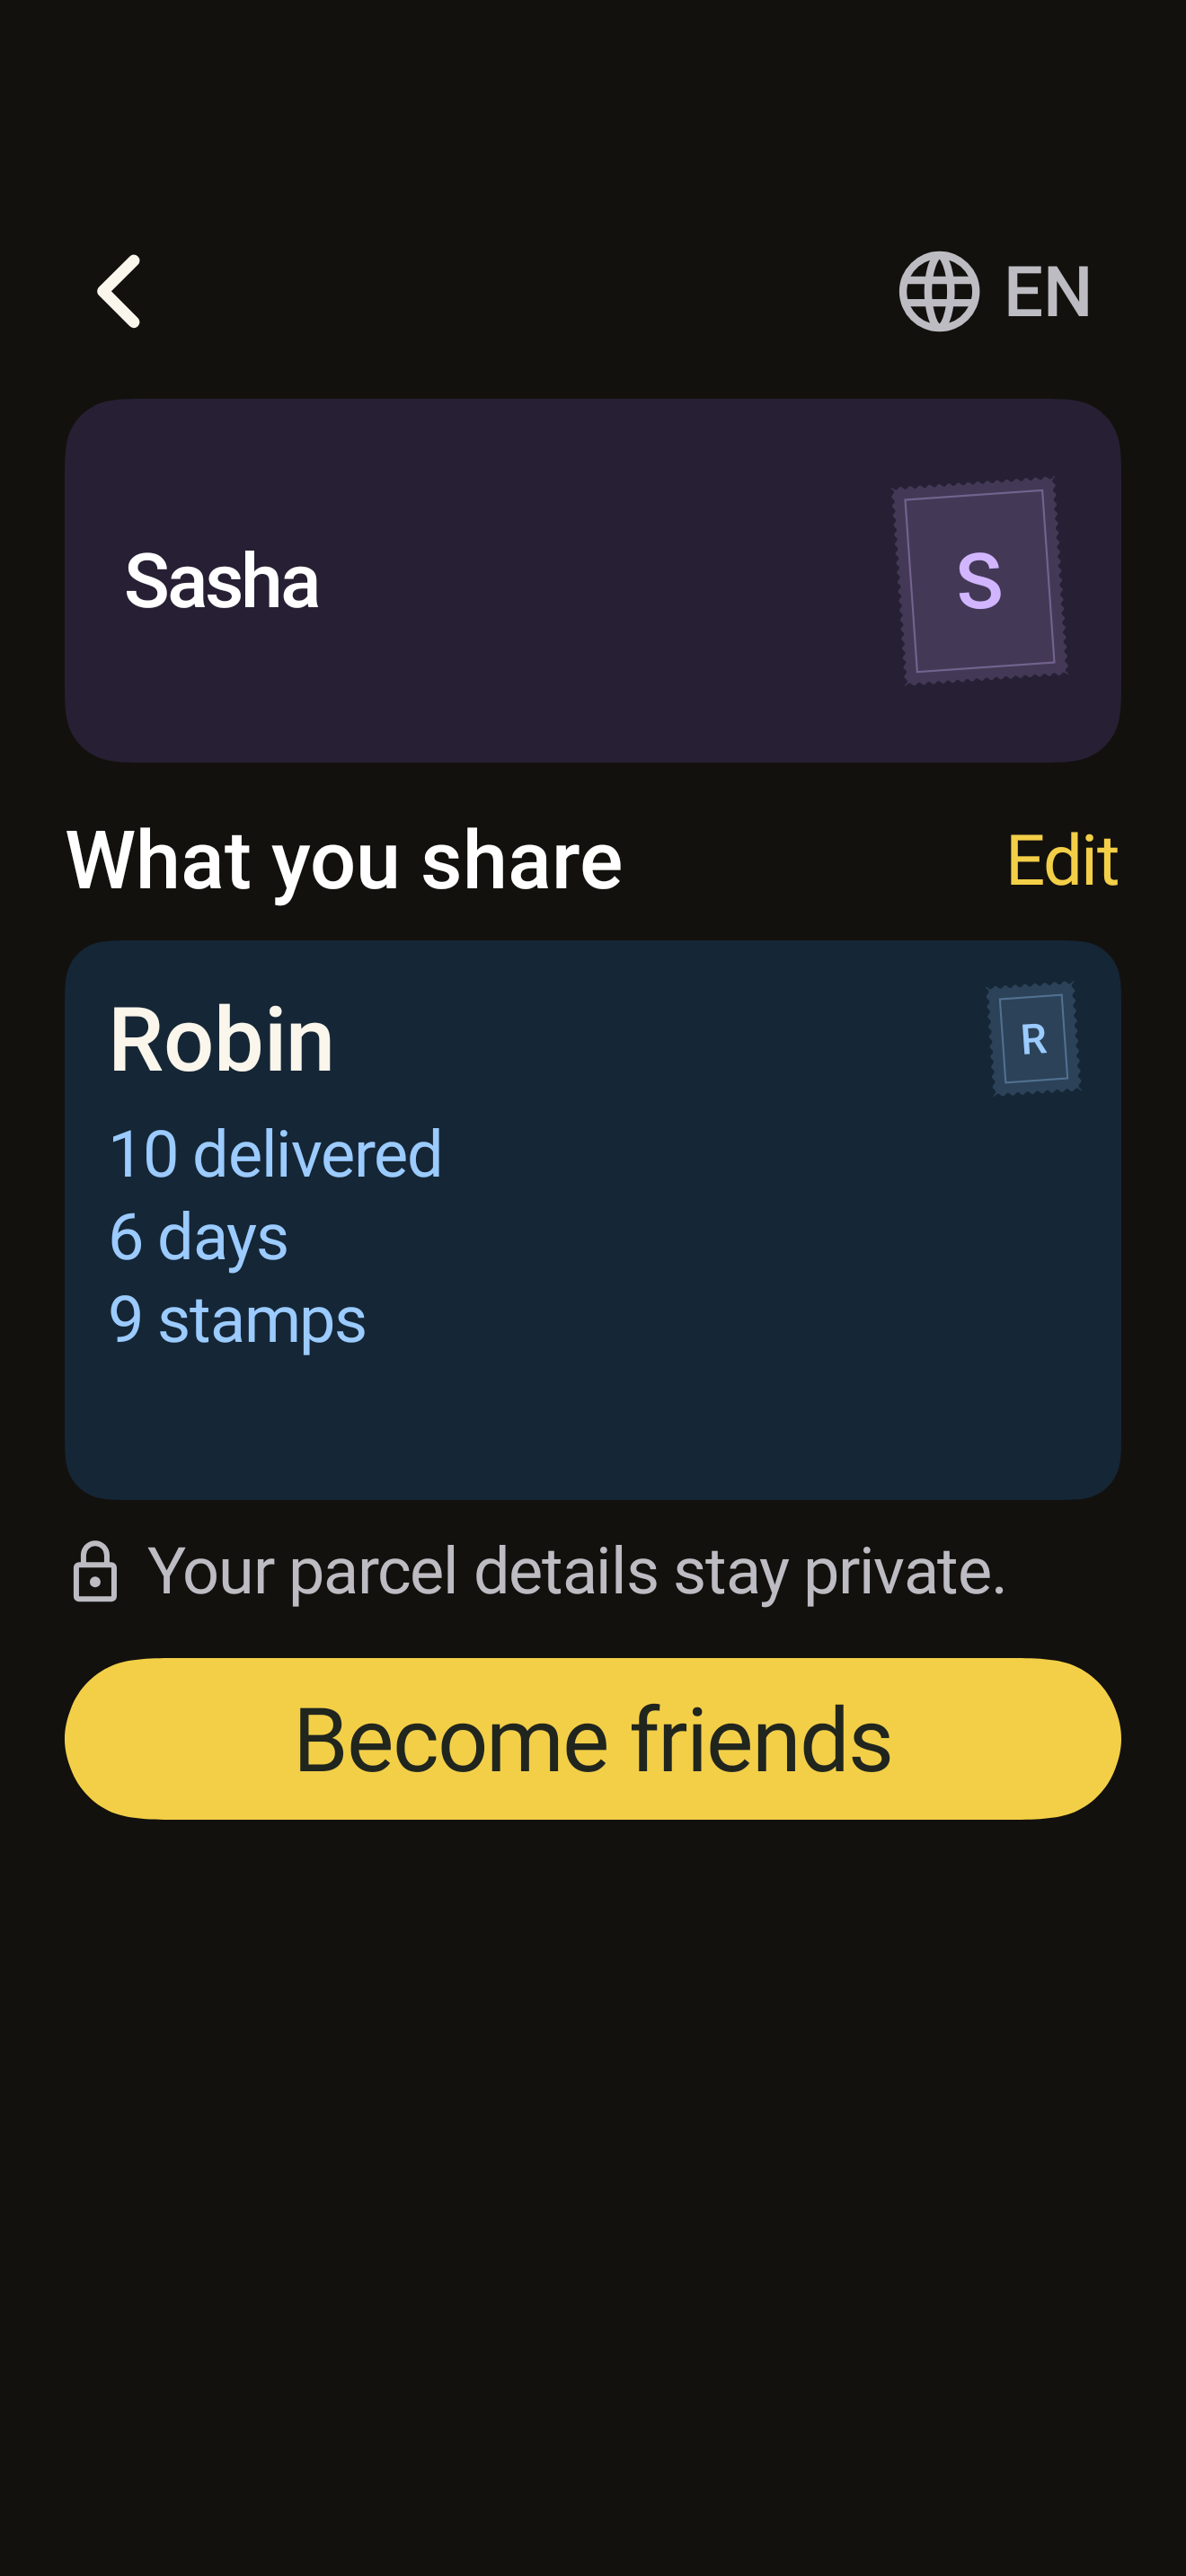 EN
Sasha
S
What you share
Edit
Robin
R
10 delivered
6 days
9 stamps
Your parcel details stay private.
Become friends